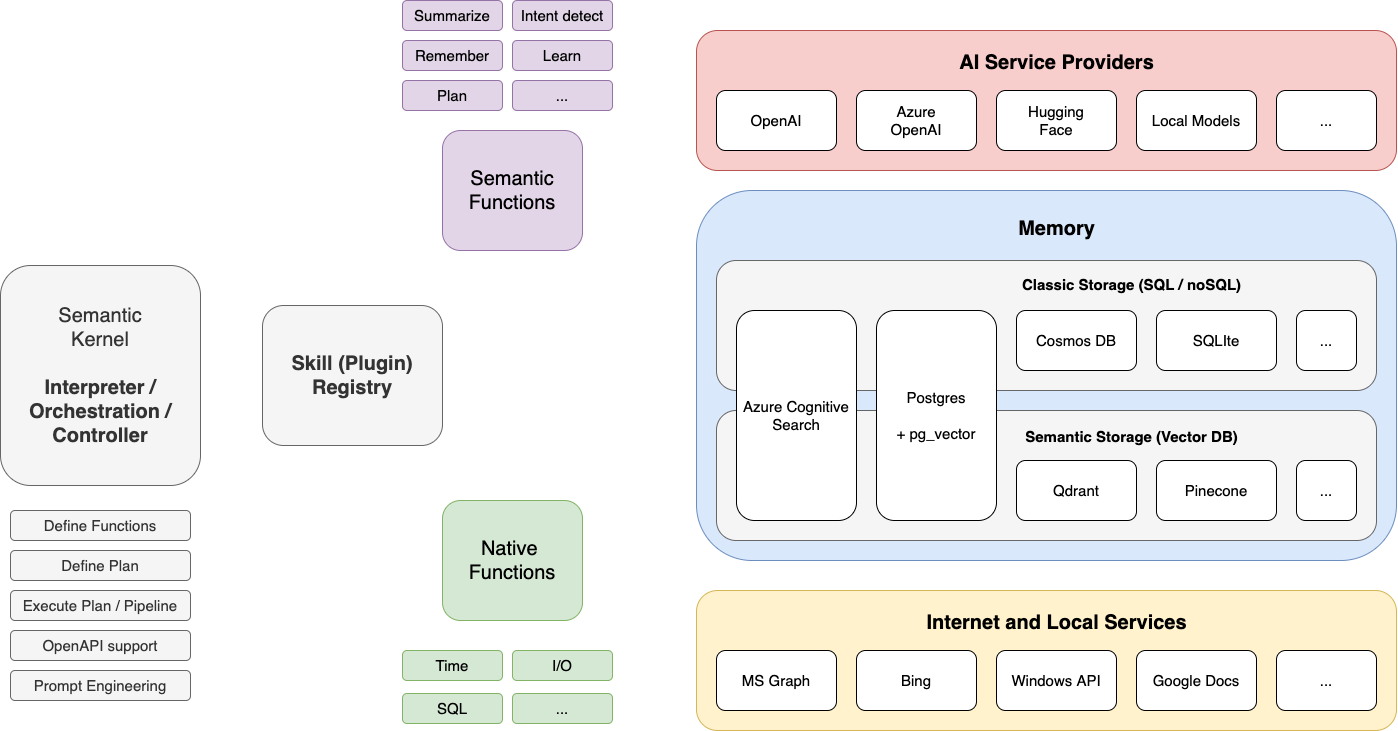 Summarize
Intent detect
Remember
Learn
Plan
...
Semantic
Functions
Semantic
Kernel
Interpreter /
Orchestration /
Controller
Skill (Plugin)
Registry
Define Functions
Define Plan
Execute Plan / Pipeline
OpenAPI support
Prompt Engineering
Native
Functions
Time
I/O
SQL
...
AI Service Providers
OpenAI
Azure
OpenAI
Hugging
Face
Local Models
...
Memory
Classic Storage (SQL / noSQL)
Azure Cognitive
Search
Postgres
+ pg_vector
Cosmos DB
SQLIte
...
Semantic Storage (Vector DB)
Qdrant
Pinecone
...
Internet and Local Services
MS Graph
Bing
Windows API
Google Docs
...